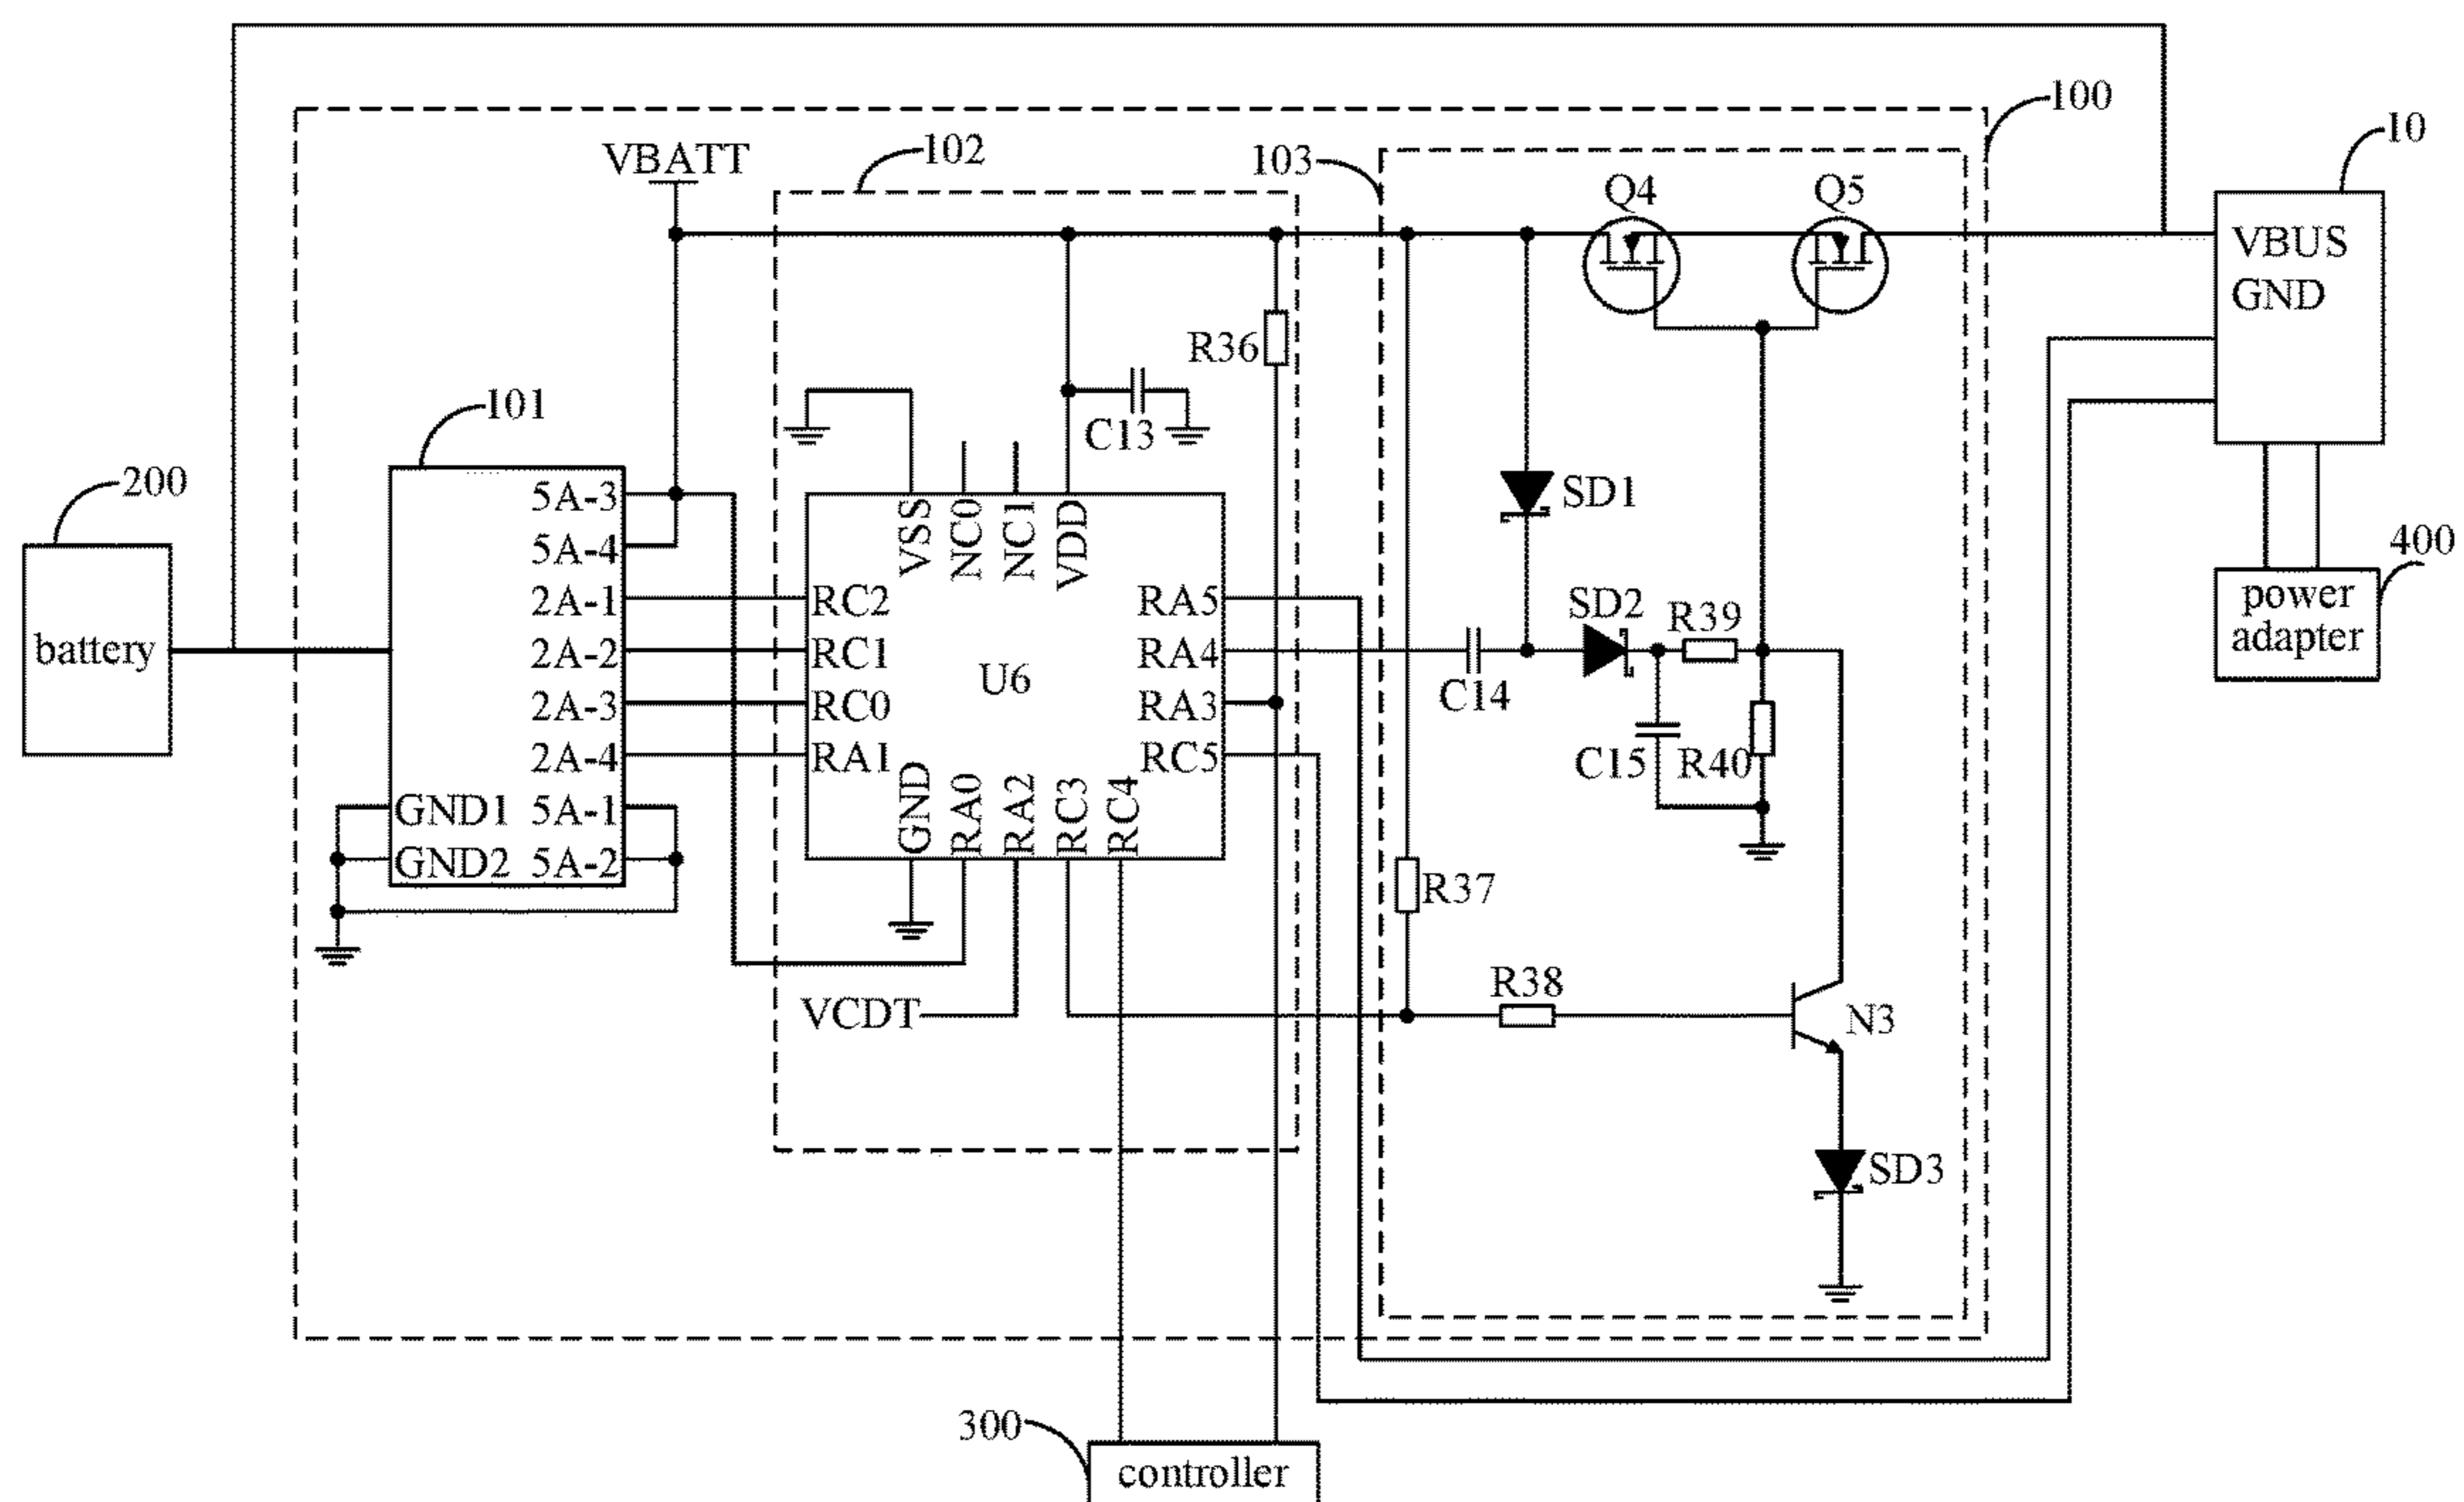 100
10
102
103
VBATT
Q4
Q5
VBUS
GND
R36
C13
101
200
SD1
400
5A-3
5A-4
2A-1
2A-2
2A-3
2A-4
5A-1
5A-2
GND1
GND2
battery
VSS
NC0
NC1
VDD
RC2
RC1
RC0
RA1
U6
RA5
RA4
RA3
RC5
GND
RA0
RA2
RC3
RC4
SD2
R39
power
adapter
C14
C15
R40
R37
R38
VCDT
N3
SD3
300
controller